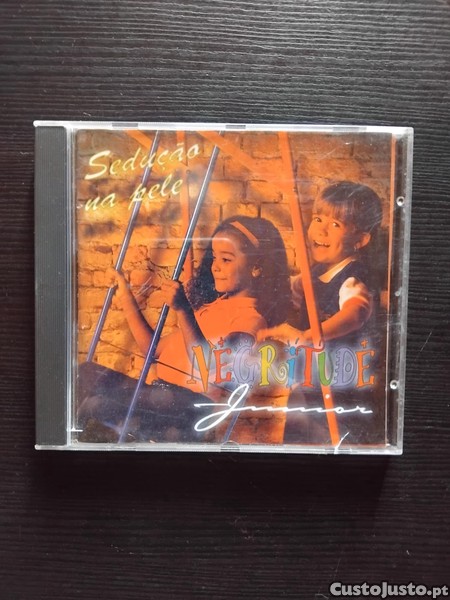 Sedução
na pele
NEGRITUDE
Junior
CustoJusto.pt